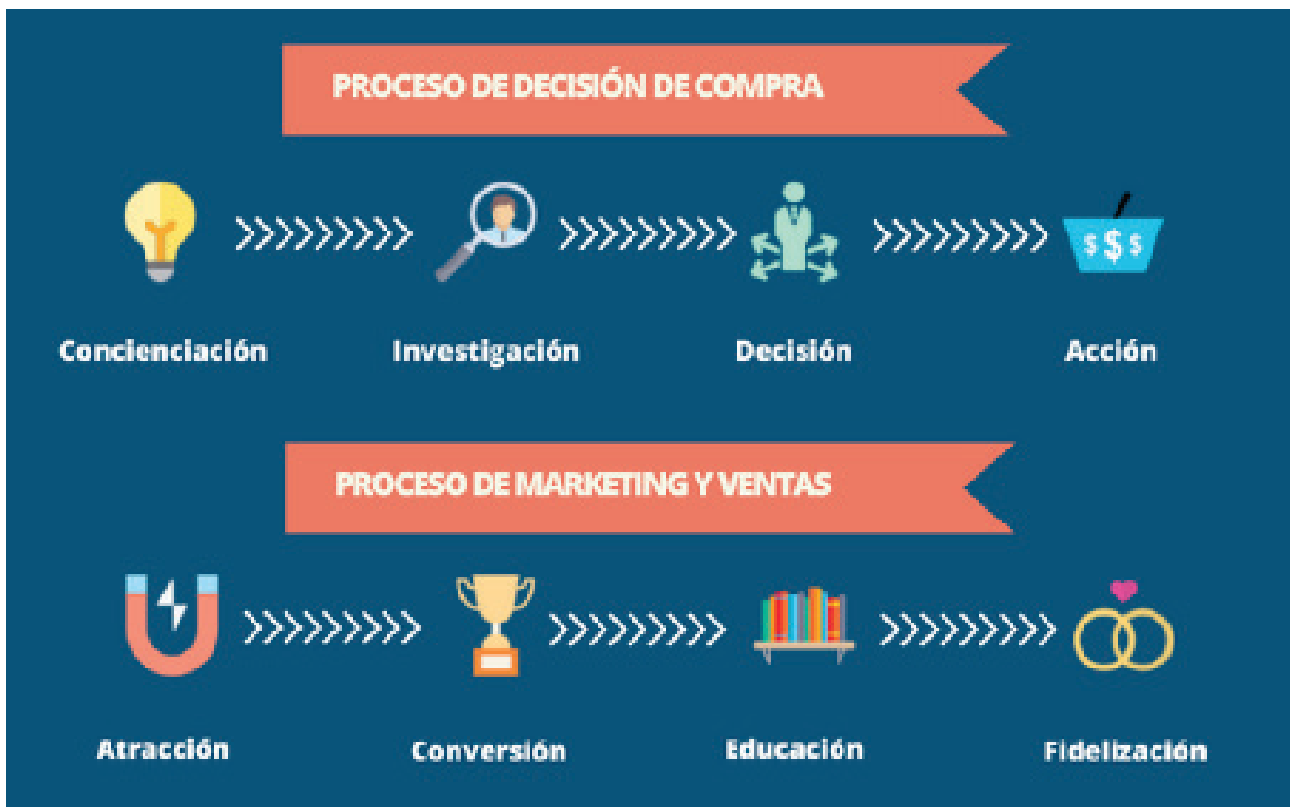 PROCESO DE DECISIÓN DE COMPRA
$ $ $
Concienciación Investigación Decisión Acción
PROCESO DE MARKETING Y VENTAS
Atracción Conversión Educación Fidelización